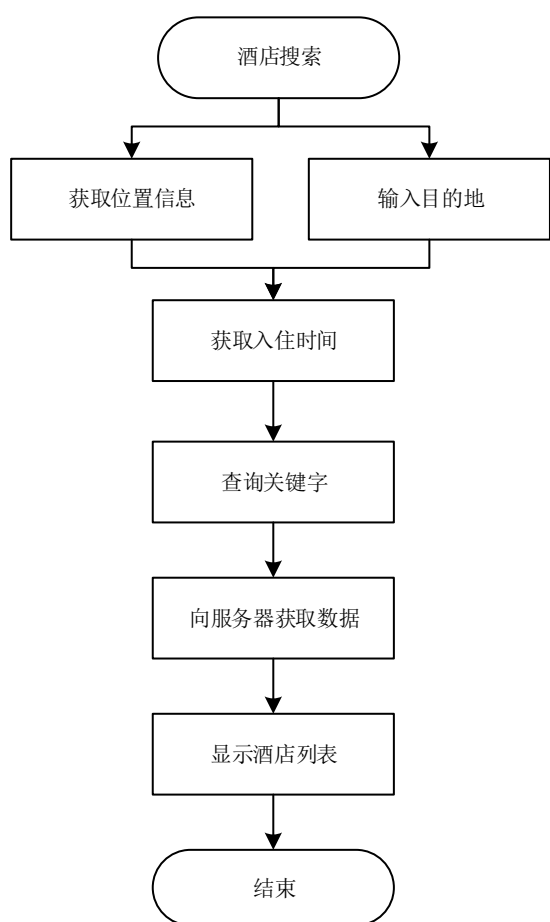 酒店搜索
获取位置信息
输入目的地
获取入住时间
查询关键字
向服务器获取数据
显示酒店列表
结束